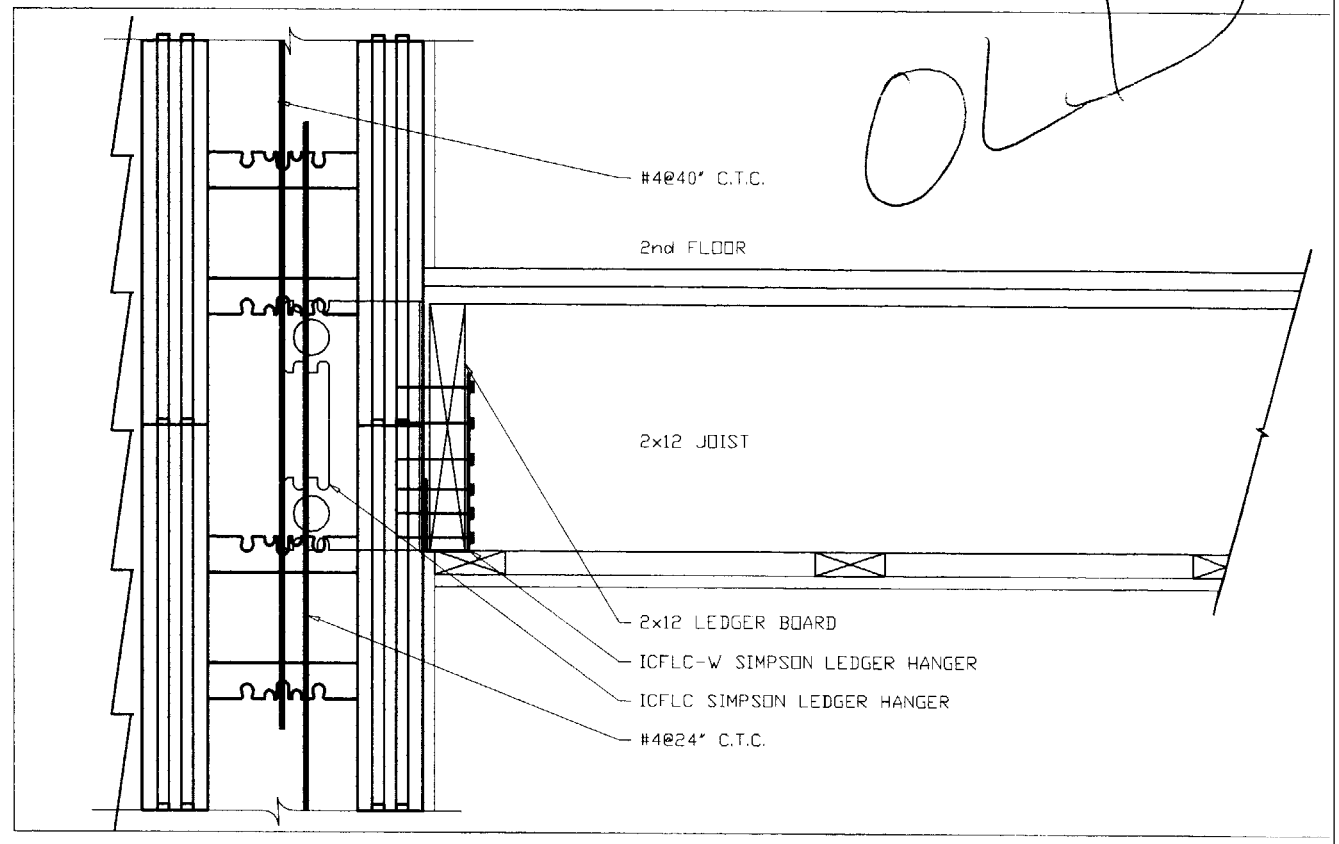 OLD
#4@40" C.T.C.
2nd FLOOR
2x12 JOIST
2x12 LEDGER BOARD
ICFLC-W SIMPSON LEDGER HANGER
ICFLC SIMPSON LEDGER HANGER
#4@24" C.T.C.